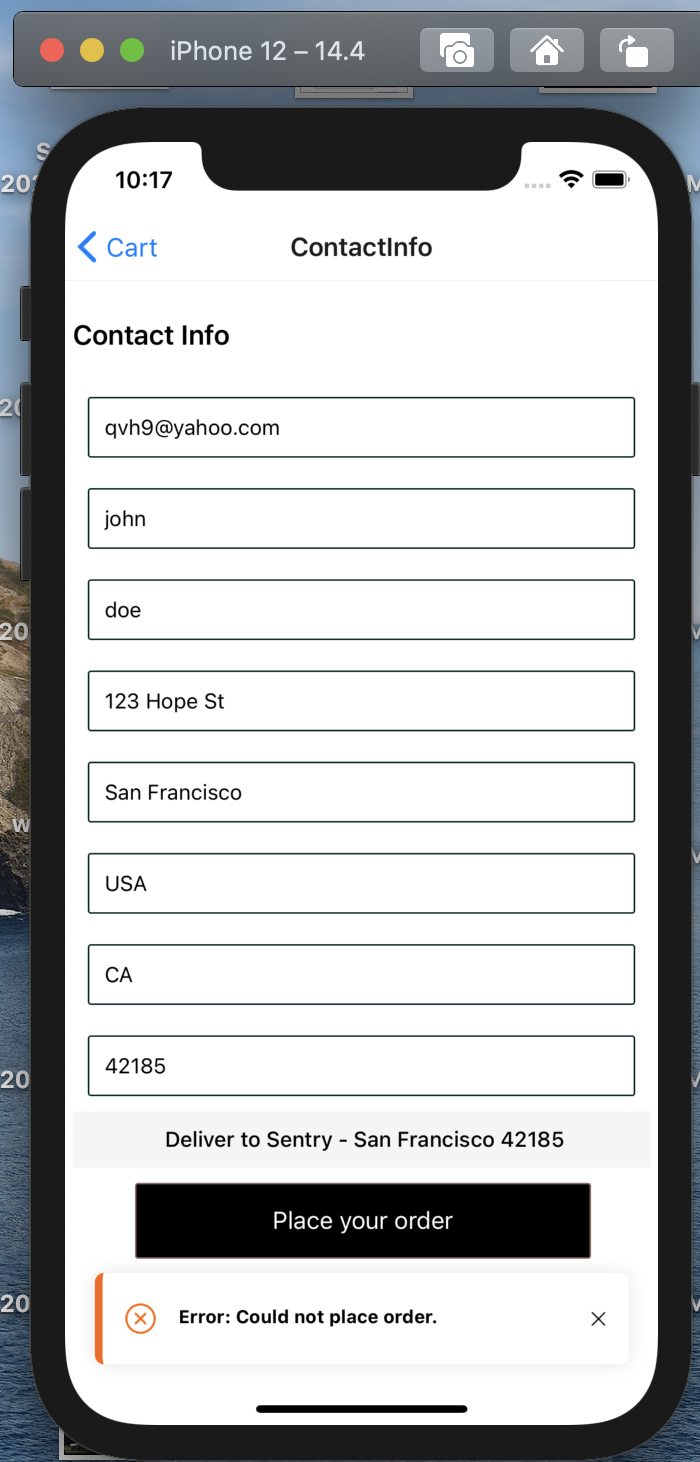 iPhone 12 – 14.4
10:17
Cart
ContactInfo
Contact Info
qvh9@yahoo.com
john
doe
123 Hope St
San Francisco
USA
CA
42185
Deliver to Sentry - San Francisco 42185
Place your order
Error: Could not place order.